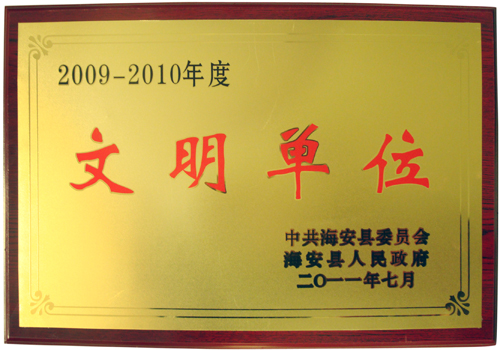 2009-2010年度
文明单位
中共海安县委员会
海安县人民政府
二〇一一年七月